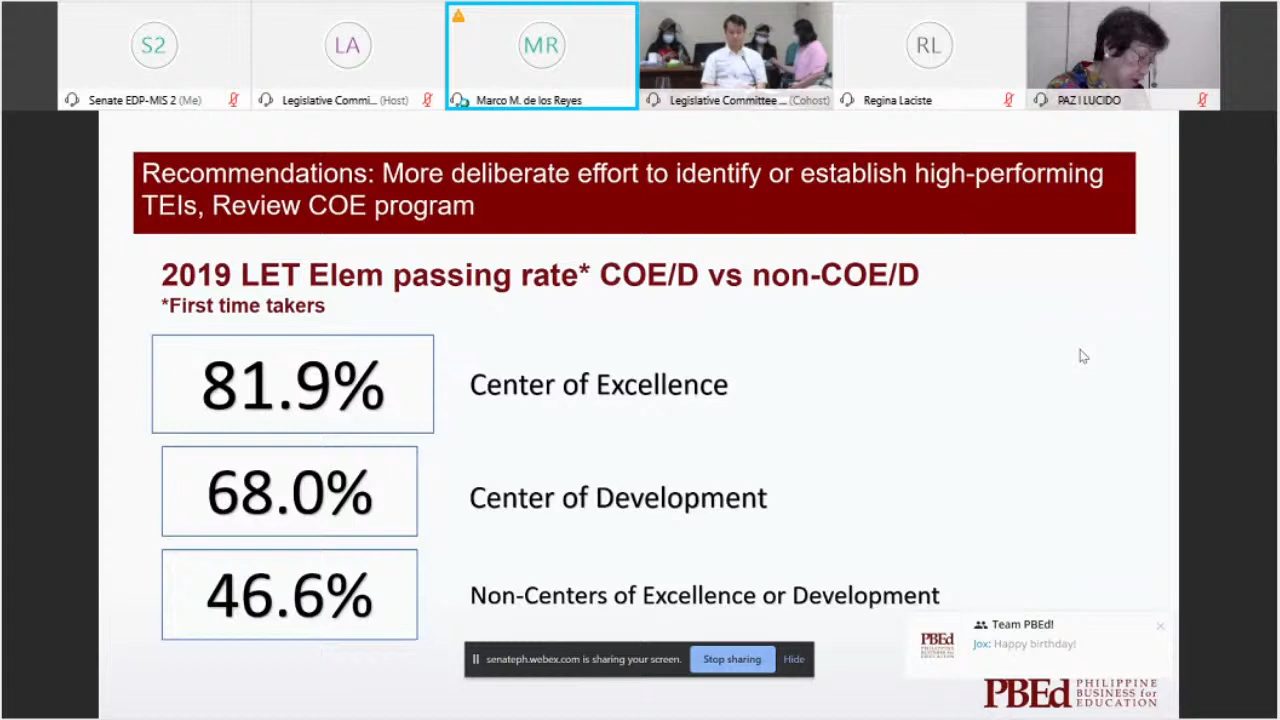 S2
LA
MR
RL
Senate EDP-MIS 2 (Me)
Legislative Commi... (Host)
Marco M. de los Reyes
Legislative Committee ... (Cohost)
Regina Laciste
PAZ I LUCIDO
Recommendations: More deliberate effort to identify or establish high-performing
TEIs, Review COE program
2019 LET Elem passing rate* COE/D vs non-COE/D
*First time takers
81.9%
Center of Excellence
68.0%
Center of Development
46.6%
Non-Centers of Excellence or Development
Team PBEd!
Jox: Happy birthday!
PBEd
senateph.webex.com is sharing your screen.
Stop sharing
Hide
PBEd
PHILIPPINE
BUSINESS for
EDUCATION